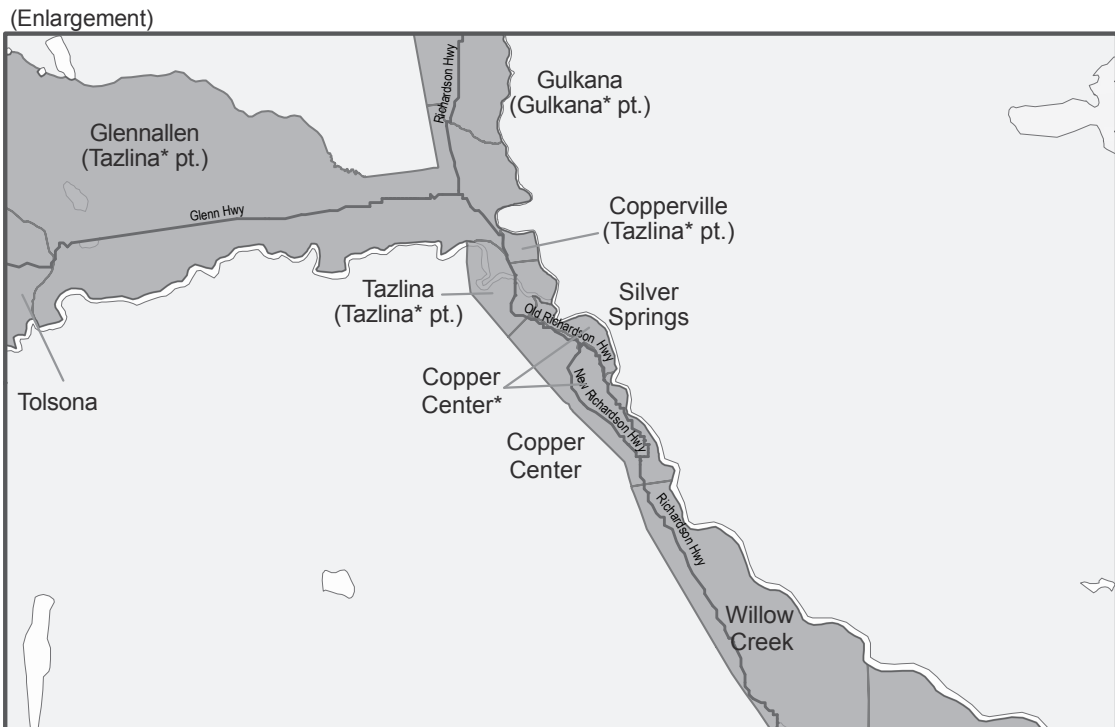 (Enlargement)
Richardson Hwy
Gulkana
(Gulkana* pt.)
Glennallen
(Tazlina* pt.)
Glenn Hwy
Copperville
(Tazlina* pt.)
Tazlina
(Tazlina* pt.)
Silver
Springs
Old Richardson Hwy
Tolsona
Copper
Center*
New Richardson Hwy
Copper
Center
Richardson Hwy
Willow
Creek